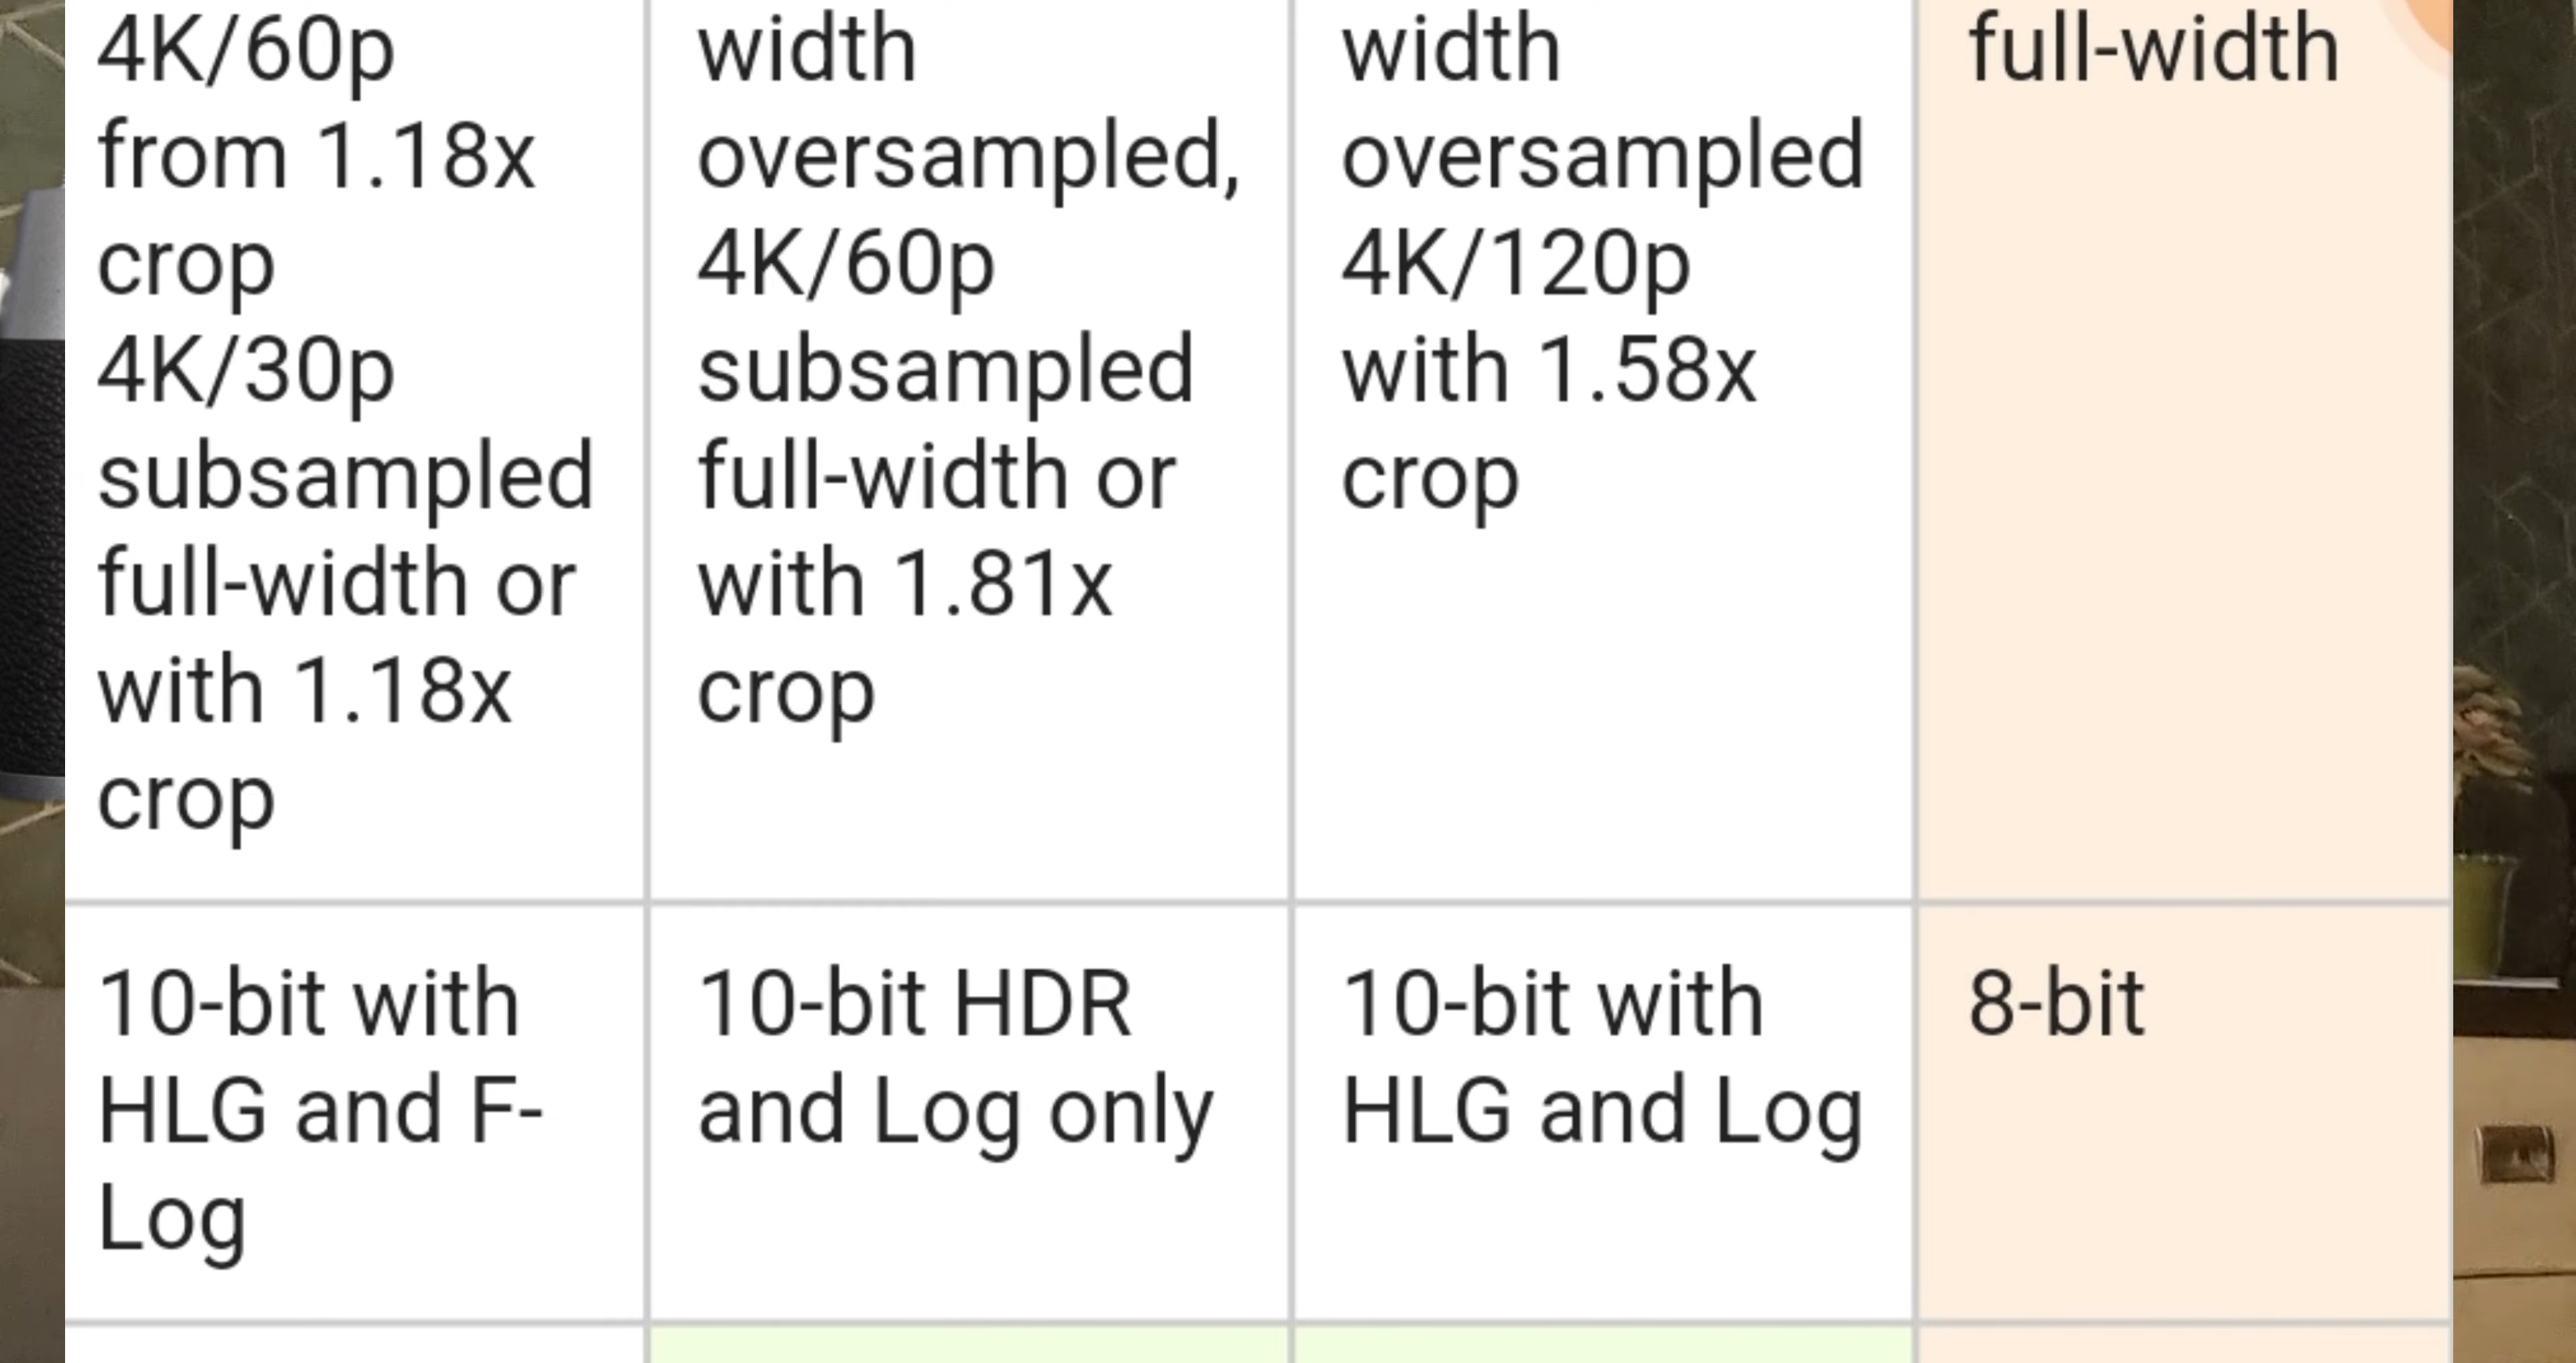 4K/60p
from 1.18x
crop
4K/30p
subsampled
full-width or
with 1.18x
crop
width
oversampled,
4K/60p
subsampled
full-width or
with 1.81x
crop
width
oversampled
4K/120p
with 1.58x
crop
full-width
10-bit with
HLG and F-
Log
10-bit HDR
and Log only
10-bit with
HLG and Log
8-bit